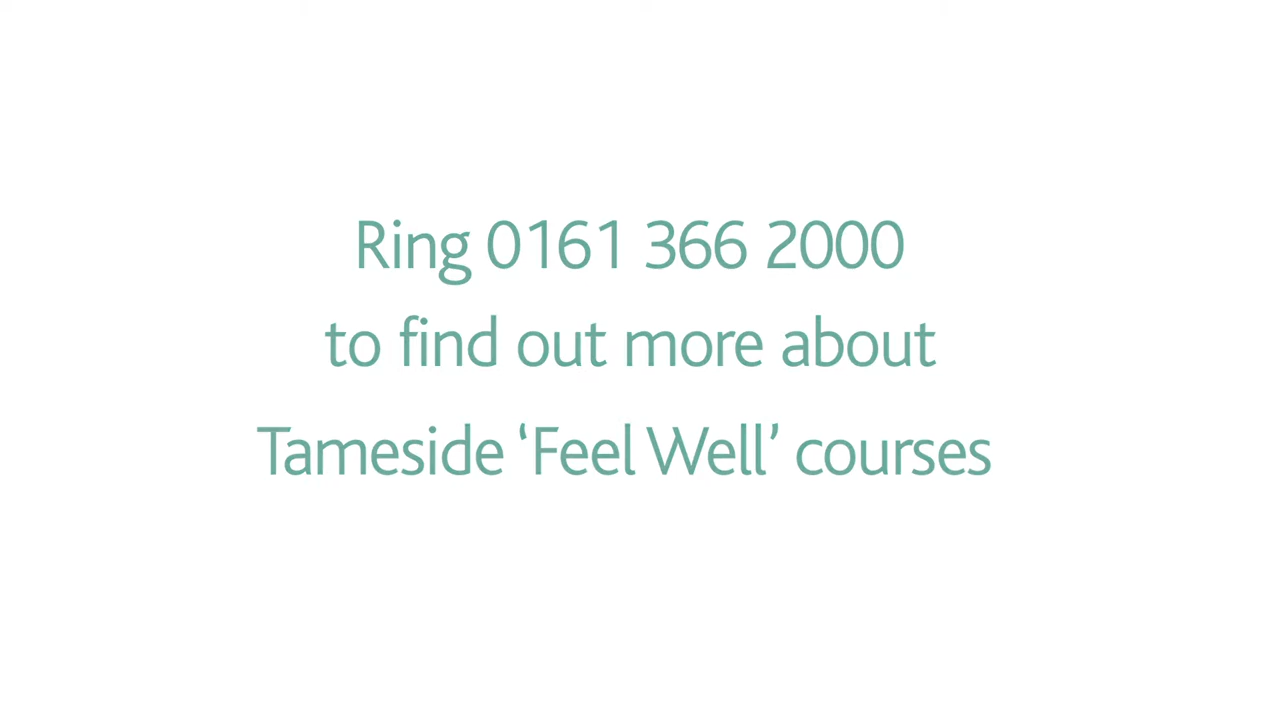 Ring 0161 366 2000
to find out more about
Tameside ‘Feel Well’ courses